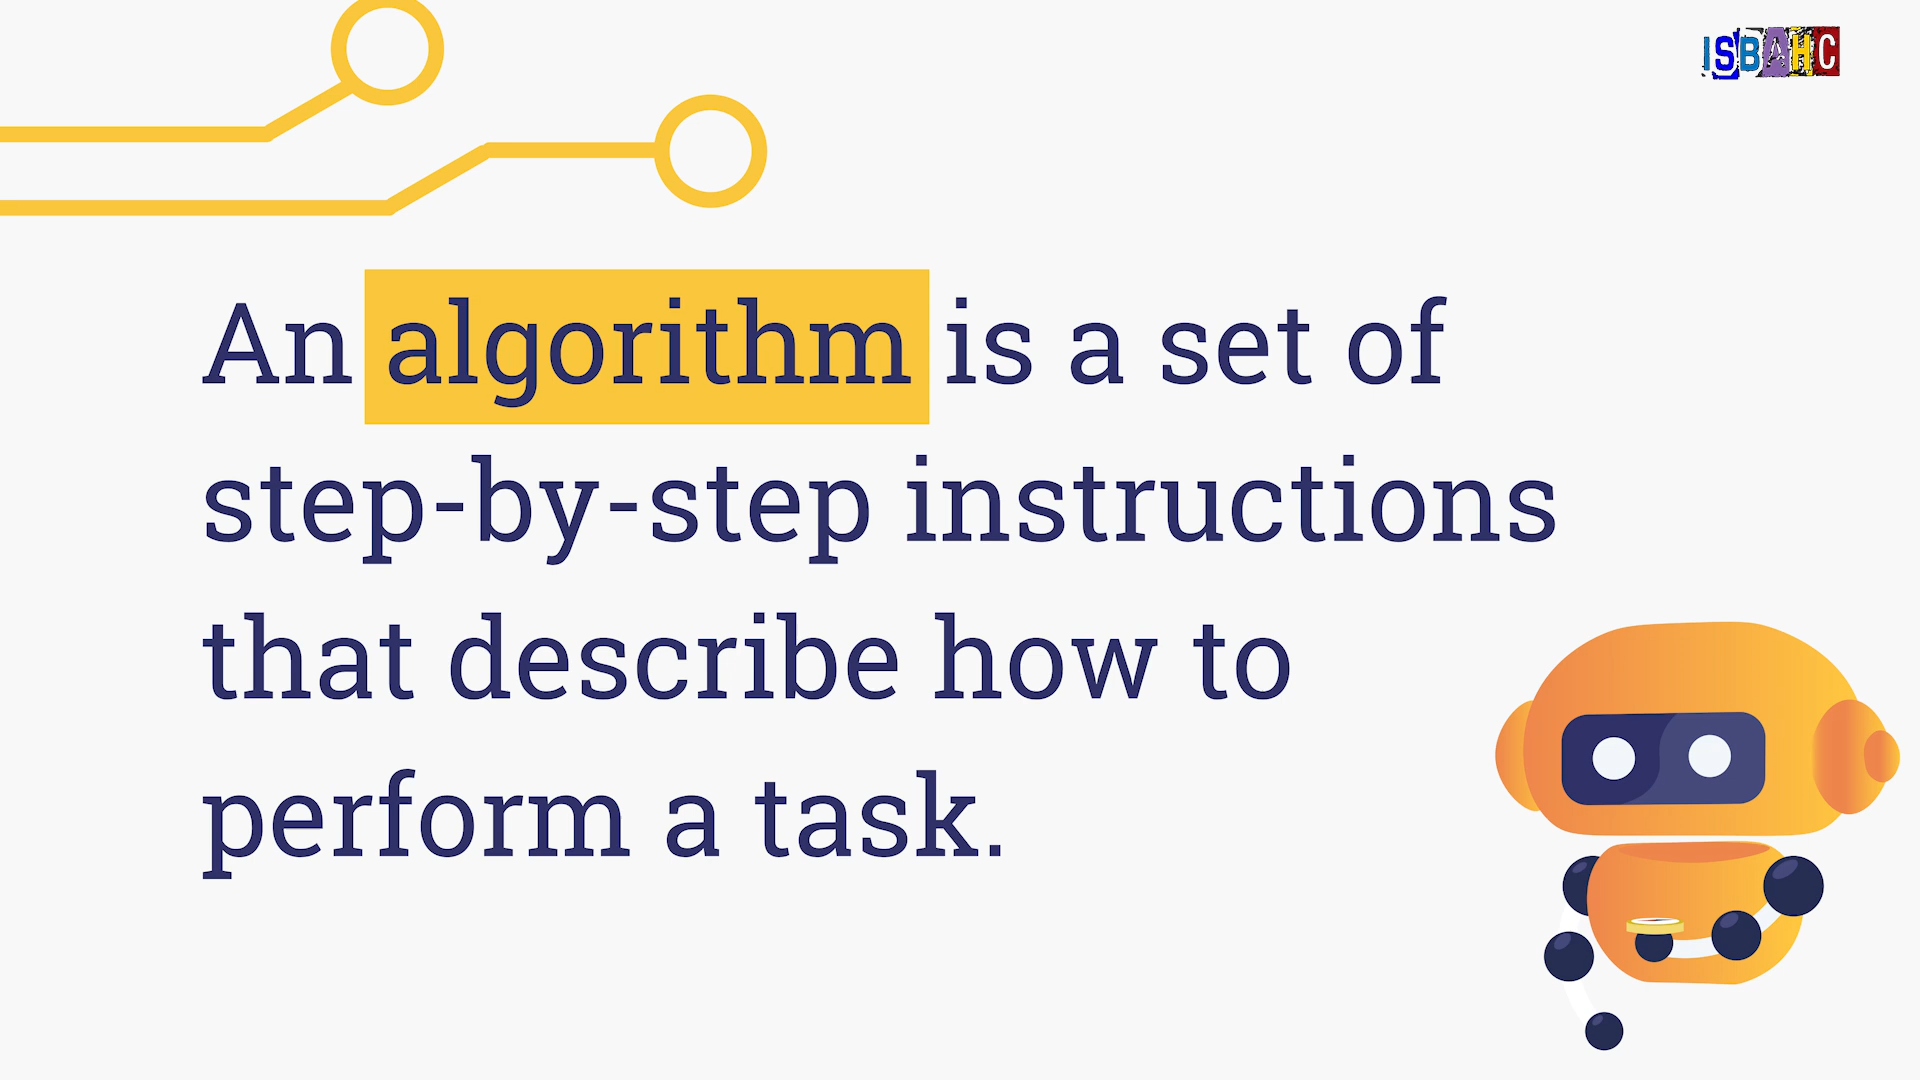 ISBAHC
An algorithm is a set of
step-by-step instructions
that describe how to
perform a task.